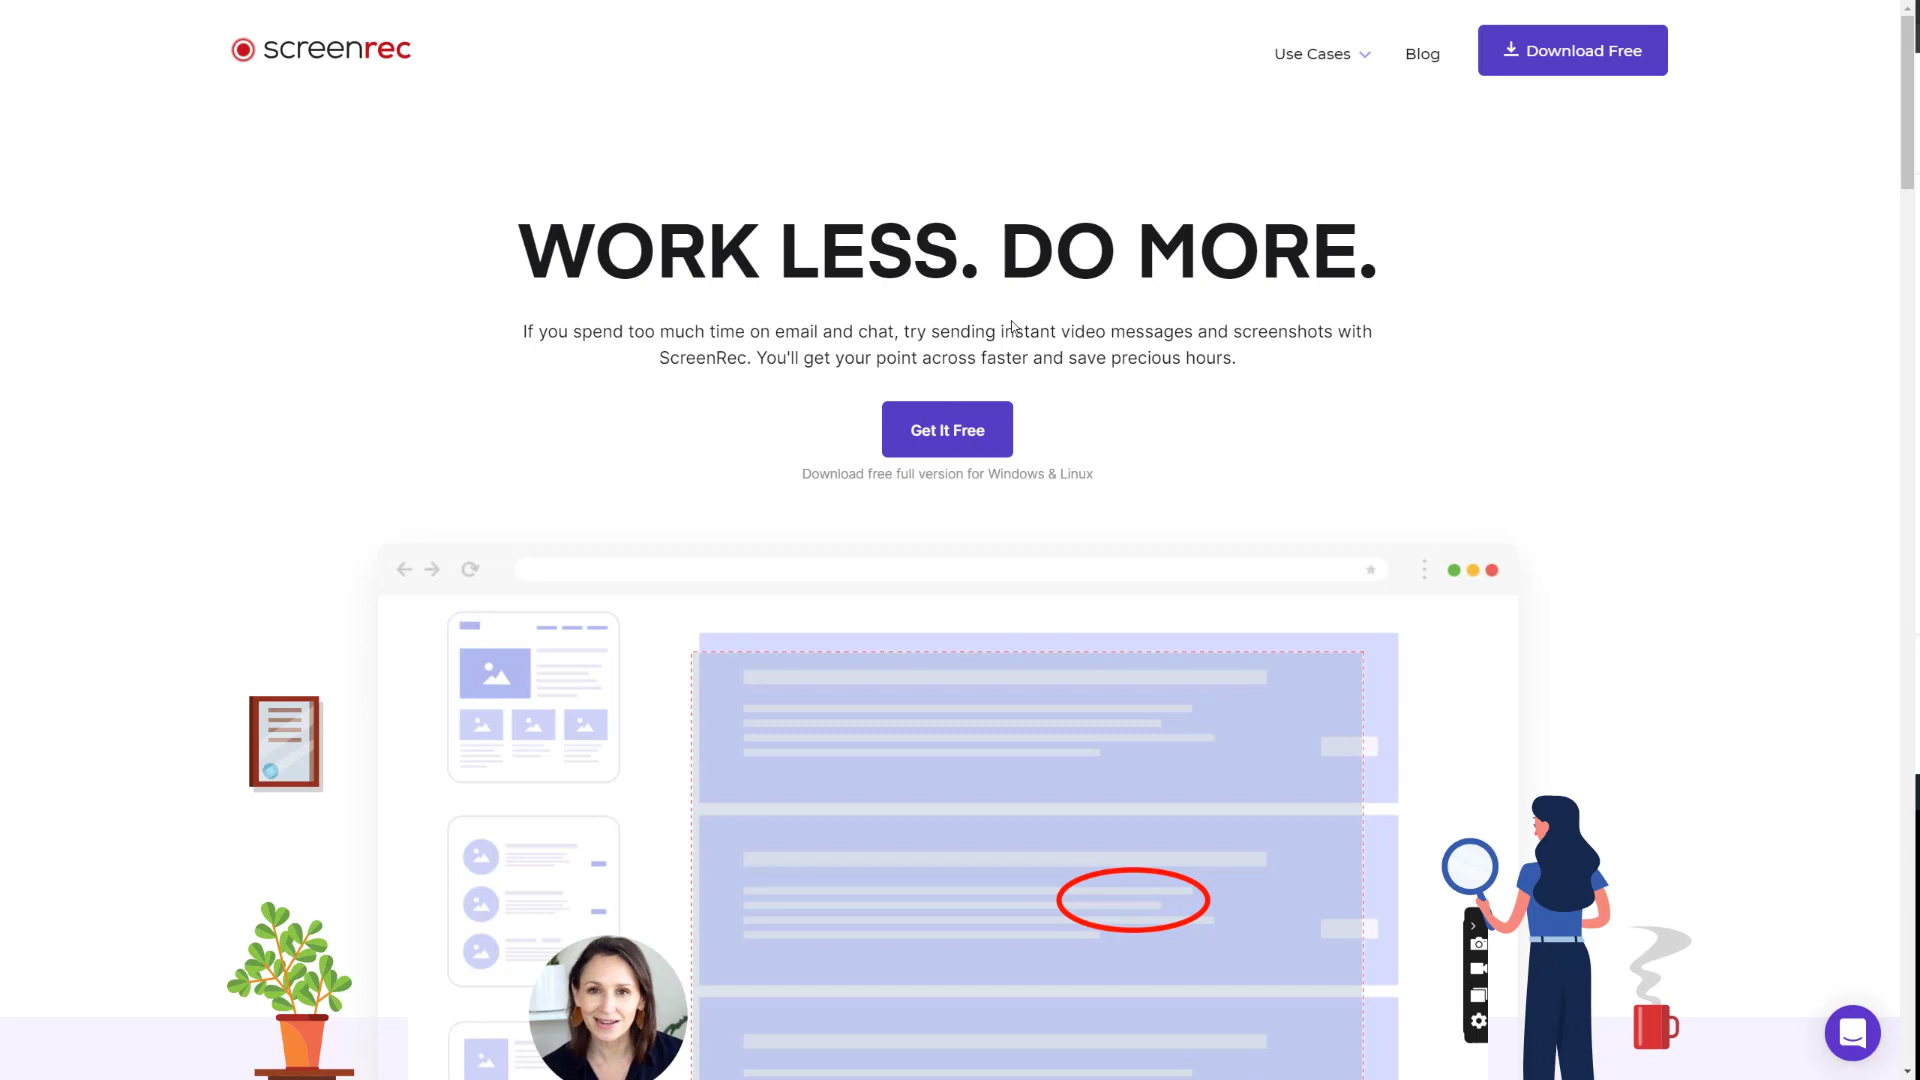 screenrec
Use Cases
Blog
Download Free
WORK LESS. DO MORE.
If you spend too much time on email and chat, try sending instant video messages and screenshots with
ScreenRec. You'll get your point across faster and save precious hours.
Get It Free
Download free full version for Windows & Linux